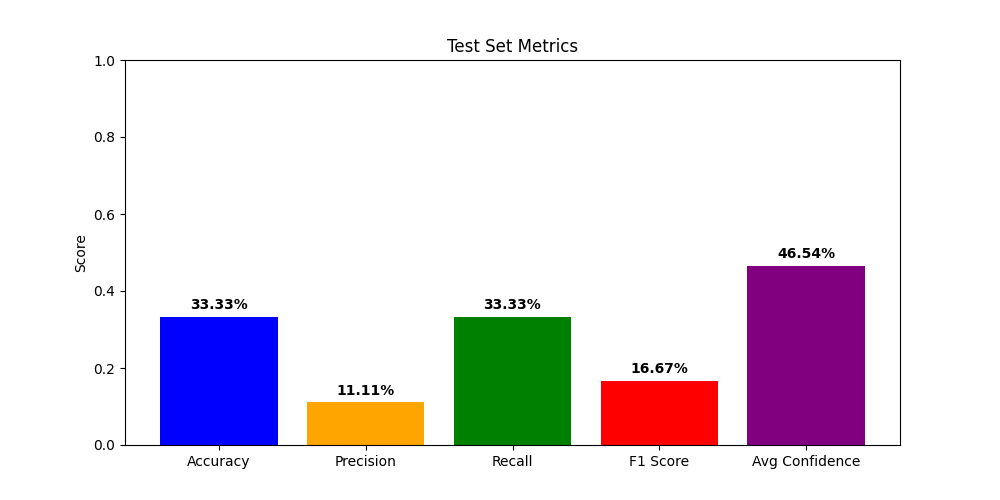 Test Set Metrics
1.0
0.8
0.6
0.4
0.2
0.0
Score
33.33%
11.11%
33.33%
16.67%
46.54%
Accuracy
Precision
Recall
F1 Score
Avg Confidence